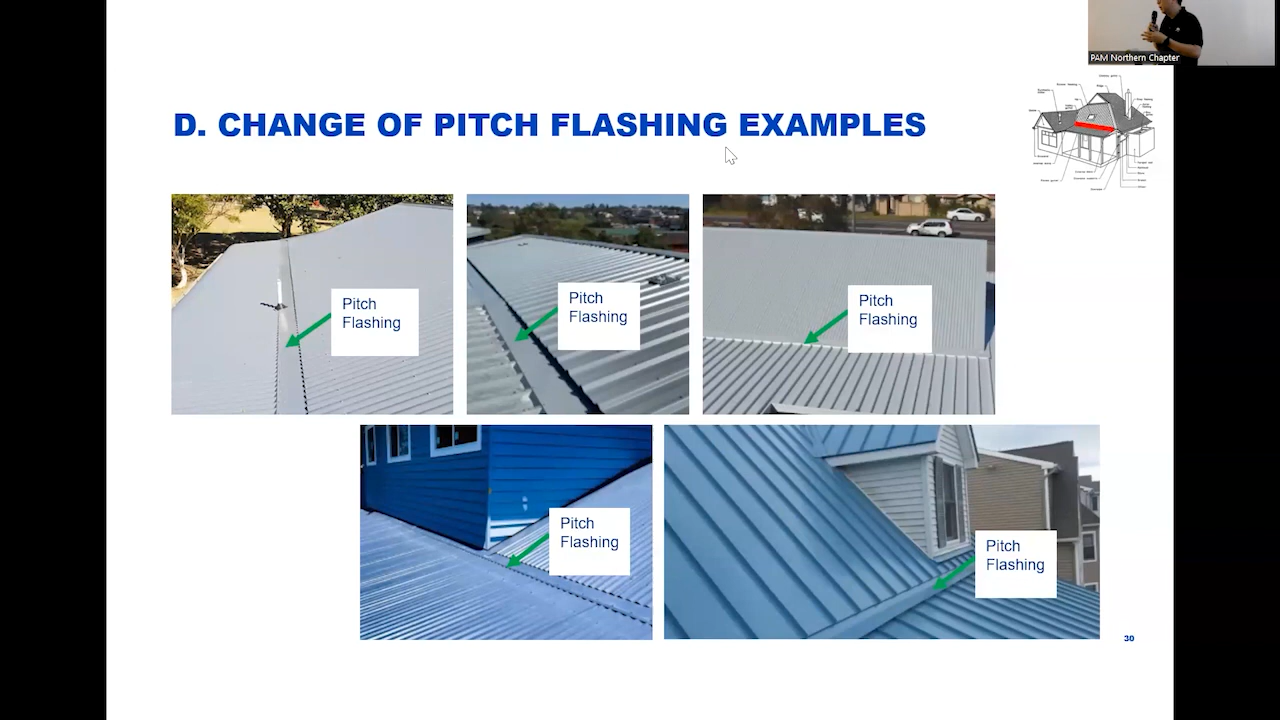 PAM Northern Chapter
D. CHANGE OF PITCH FLASHING EXAMPLES
Pitch
Flashing
Pitch
Flashing
Pitch
Flashing
Pitch
Flashing
Pitch
Flashing
30